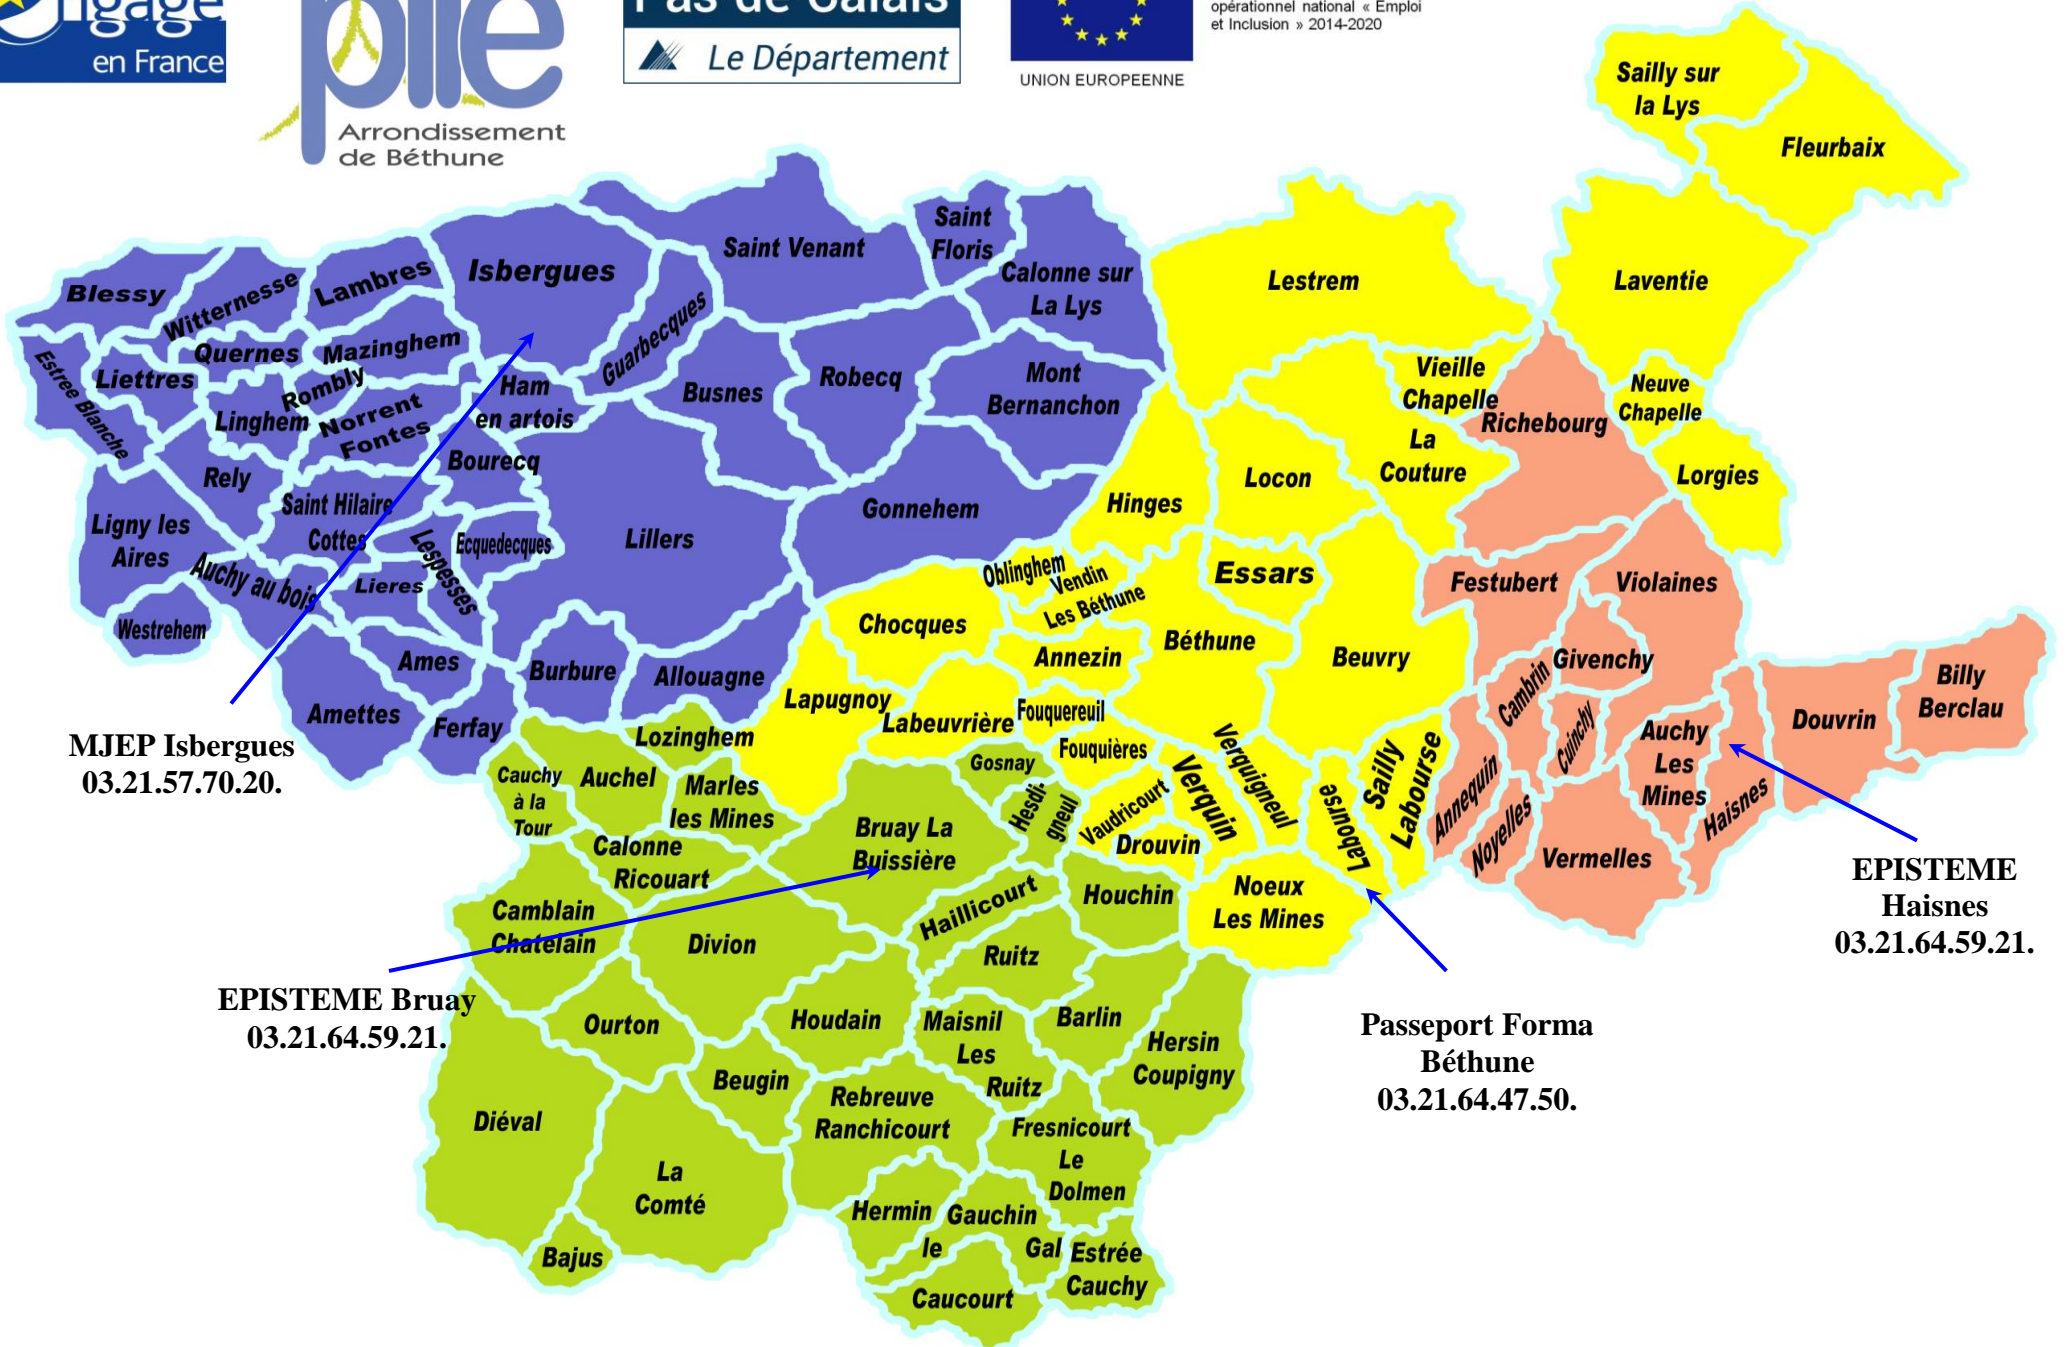 en France
plie
Arrondissement
de Béthune
Pas de Calais
Le Département
UNION EUROPEENNE
opérationnel national « Emploi
et Inclusion » 2014-2020
Sailly sur
la Lys
Fleurbaix
Laventie
Lestrem
Vieille
Chapelle
Neuve
Chapelle
Richebourg
La
Couture
Lorgies
Locon
Hinges
Saint Venant
Saint
Floris
Calonne sur
La Lys
Isbergues
Guarbecques
Lambres
Witternesse
Blessy
Quernes
Mazinghem
Estree Blanche
Liettres
Rombly
Linghem
Norrent
Fontes
Ham
en artois
Busnes
Robecq
Mont
Bernanchon
Rely
Bourecq
Saint Hilaire
Cottes
Ligny les
Aires
Auchy au bois
Lespesses
Ecquedecques
Lillers
Gonnehem
Lieres
Westrehem
Ames
Amettes
Ferfay
Burbure
Allouagne
Oblinghem
Vendin
Les Béthune
Essars
Festubert
Violaines
Chocques
Annezin
Béthune
Beuvry
Givenchy
Cambrin
Cuinchy
Billy
Berclau
Douvrin
Auchy
Les
Mines
Haisnes
Annequin
Noyelles
Vermelles
Lapugnoy
Labeuvrière
Fouquereuil
Fouquières
Verquigneul
Verquin
Vaudricourt
Drouvin
Labourse
Sailly
Labourse
Noeux
Les Mines
Lozinghem
Cauchy
à la
Tour
Auchel
Marles
les Mines
Gosnay
Hesdi-
gneul
Bruay La
Buissière
Calonne
Ricouart
Camblain
Chatelain
Divion
Haillicourt
Houchin
Ruitz
Ourton
Houdain
Maisnil
Les
Ruitz
Barlin
Hersin
Coupigny
Beugin
Rebreuve
Ranchicourt
Diéval
Fresnicourt
Le
Dolmen
La
Comté
Hermin
Gauchin
le
Gal
Estrée
Cauchy
Bajus
Caucourt
MJEP Isbergues
03.21.57.70.20.
EPISTEME Bruay
03.21.64.59.21.
Passeport Forma
Béthune
03.21.64.47.50.
EPISTEME
Haisnes
03.21.64.59.21.